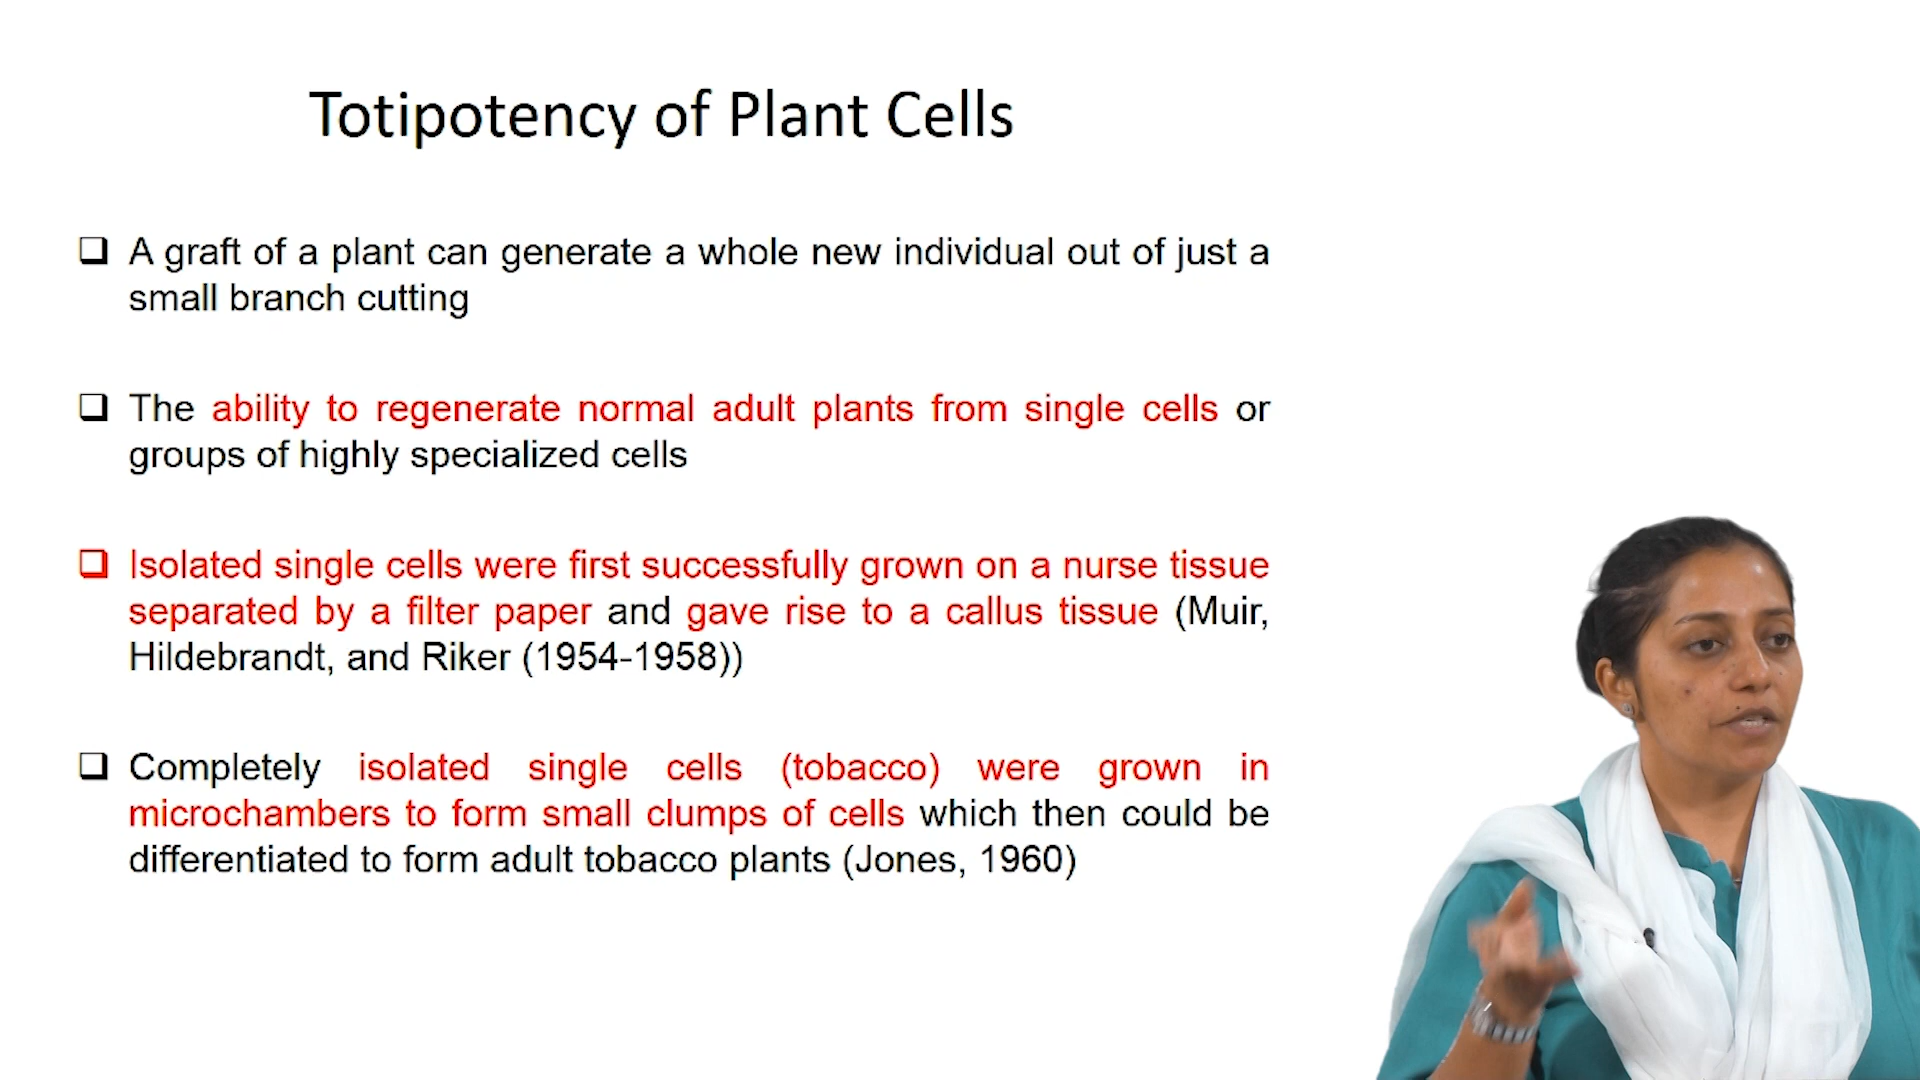 Totipotency of Plant Cells
A graft of a plant can generate a whole new individual out of just a
small branch cutting
The ability to regenerate normal adult plants from single cells or
groups of highly specialized cells
Isolated single cells were first successfully grown on a nurse tissue
separated by a filter paper and gave rise to a callus tissue (Muir,
Hildebrandt, and Riker (1954-1958))
Completely isolated single cells (tobacco) were grown in
microchambers to form small clumps of cells which then could be
differentiated to form adult tobacco plants (Jones, 1960)